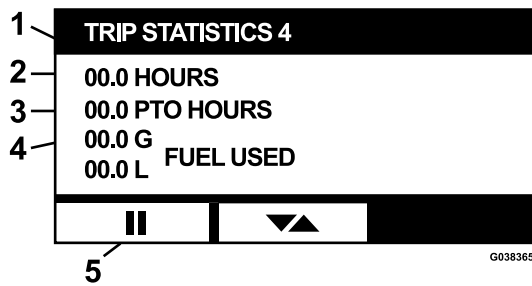 1
TRIP STATISTICS 4
2
00.0 HOURS
3
00.0 PTO HOURS
4
00.0 G
00.0 L
FUEL USED
5
G038365